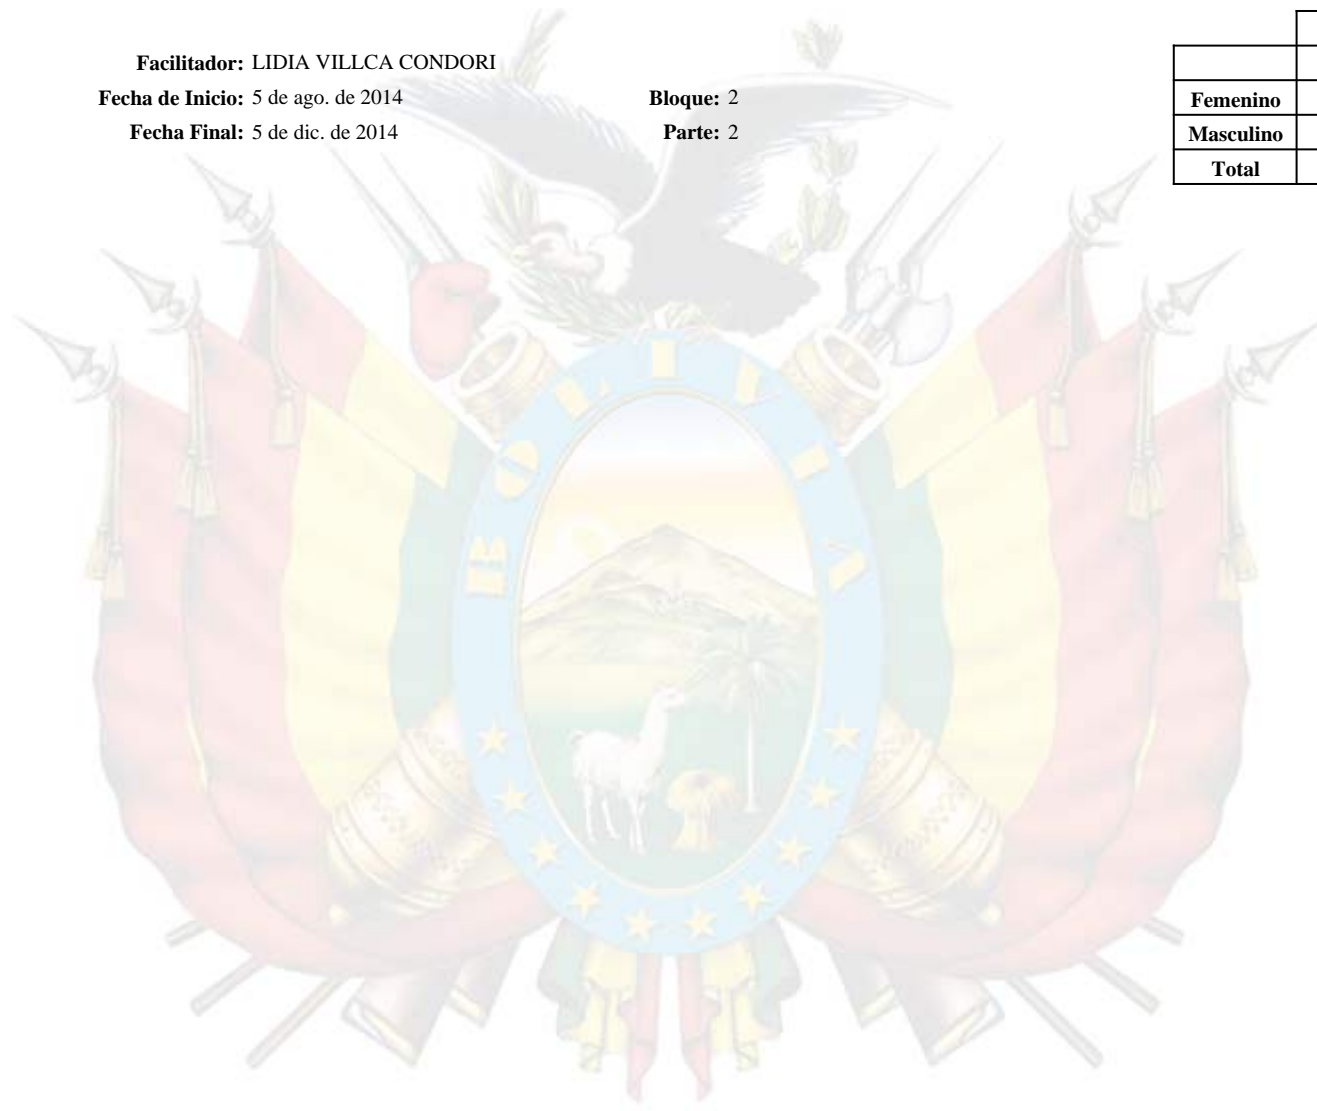 Facilitador: LIDIA VILLCA CONDORI
Fecha de Inicio: 5 de ago. de 2014 Bloque: 2
Fecha Final: 5 de dic. de 2014 Parte: 2
Femenino
Masculino
Total
BOLIVIA